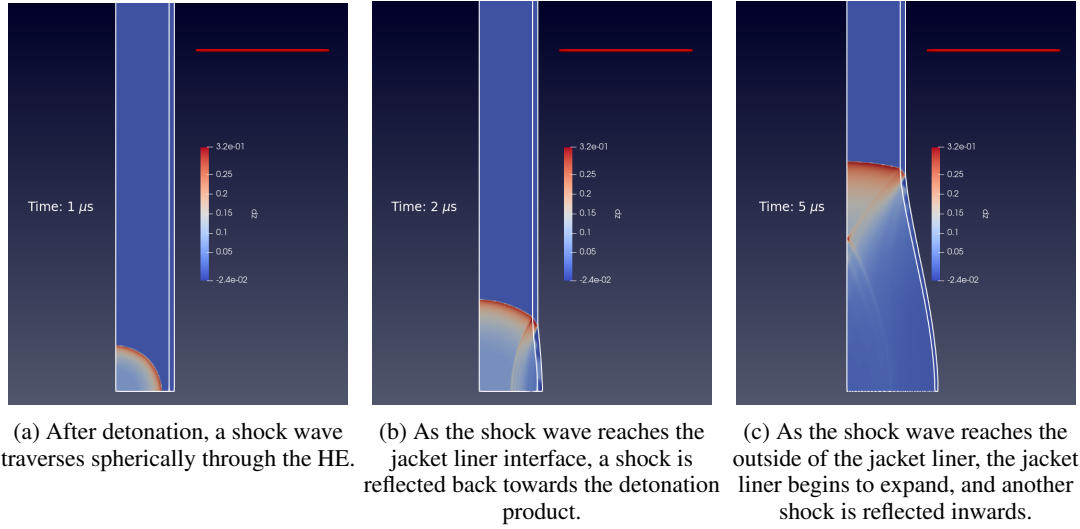 Time: 1 μs
3.2e-01
0.25
0.2
0.15
0.1
0.05
-2.4e-02
zp
Time: 2 μs
3.2e-01
0.25
0.2
0.15
0.1
0.05
-2.4e-02
zp
Time: 5 μs
3.2e-01
0.25
0.2
0.15
0.1
0.05
-2.4e-02
zp
(a) After detonation, a shock wave
traverses spherically through the HE.
(b) As the shock wave reaches the
jacket liner interface, a shock is
reflected back towards the detonation
product.
(c) As the shock wave reaches the
outside of the jacket liner, the jacket
liner begins to expand, and another
shock is reflected inwards.